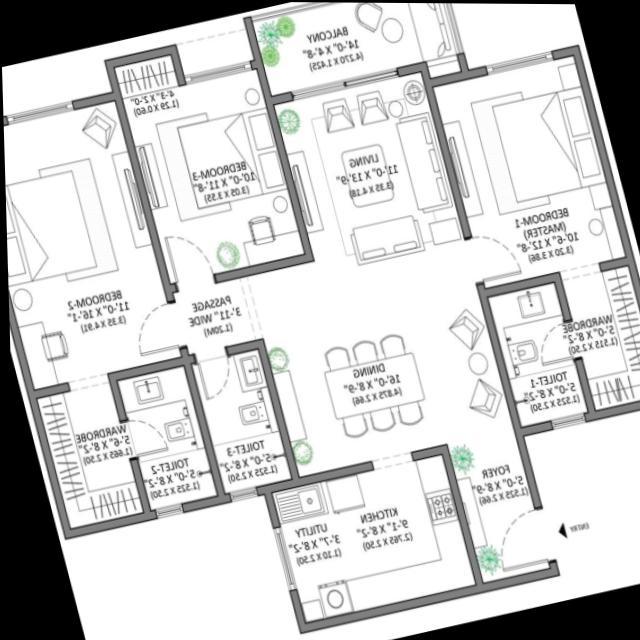 BALCONY
14'-0" X 4'-8"
(4.270 X 1.425)
4'-3" X 2'-0"
(1.29 X 0.60)
BEDROOM-3
10'-0" X 11'-8"
(3.05 X 3.55)
LIVING
11'-0" X 13'-9"
(3.35 X 4.18)
BEDROOM-1
(MASTER)
10'-6" X 12'-8"
(3.20 X 3.86)
BEDROOM-2
11'-0" X 16'-1"
(3.35 X 4.91)
PASSAGE
3'-11" WIDE
(1.20M)
WARDROBE
5'-0" X 8'-2"
(1.515 X 2.50)
TOILET-1
5'-0" X 8'-2"
(1.525 X 2.50)
DINING
16'-0" X 8'-9"
(4.875 X 2.66)
WARDROBE
5'-6" X 8'-2"
(1.665 X 2.50)
TOILET-2
5'-0" X 8'-2"
(1.525 X 2.50)
TOILET-3
5'-0" X 8'-2"
(1.525 X 2.50)
FOYER
5'-0" X 8'-9"
(1.525 X 2.66)
KITCHEN
9'-1" X 8'-2"
(2.765 X 2.50)
UTILITY
3'-7" X 8'-2"
(1.10 X 2.50)
ENTRY